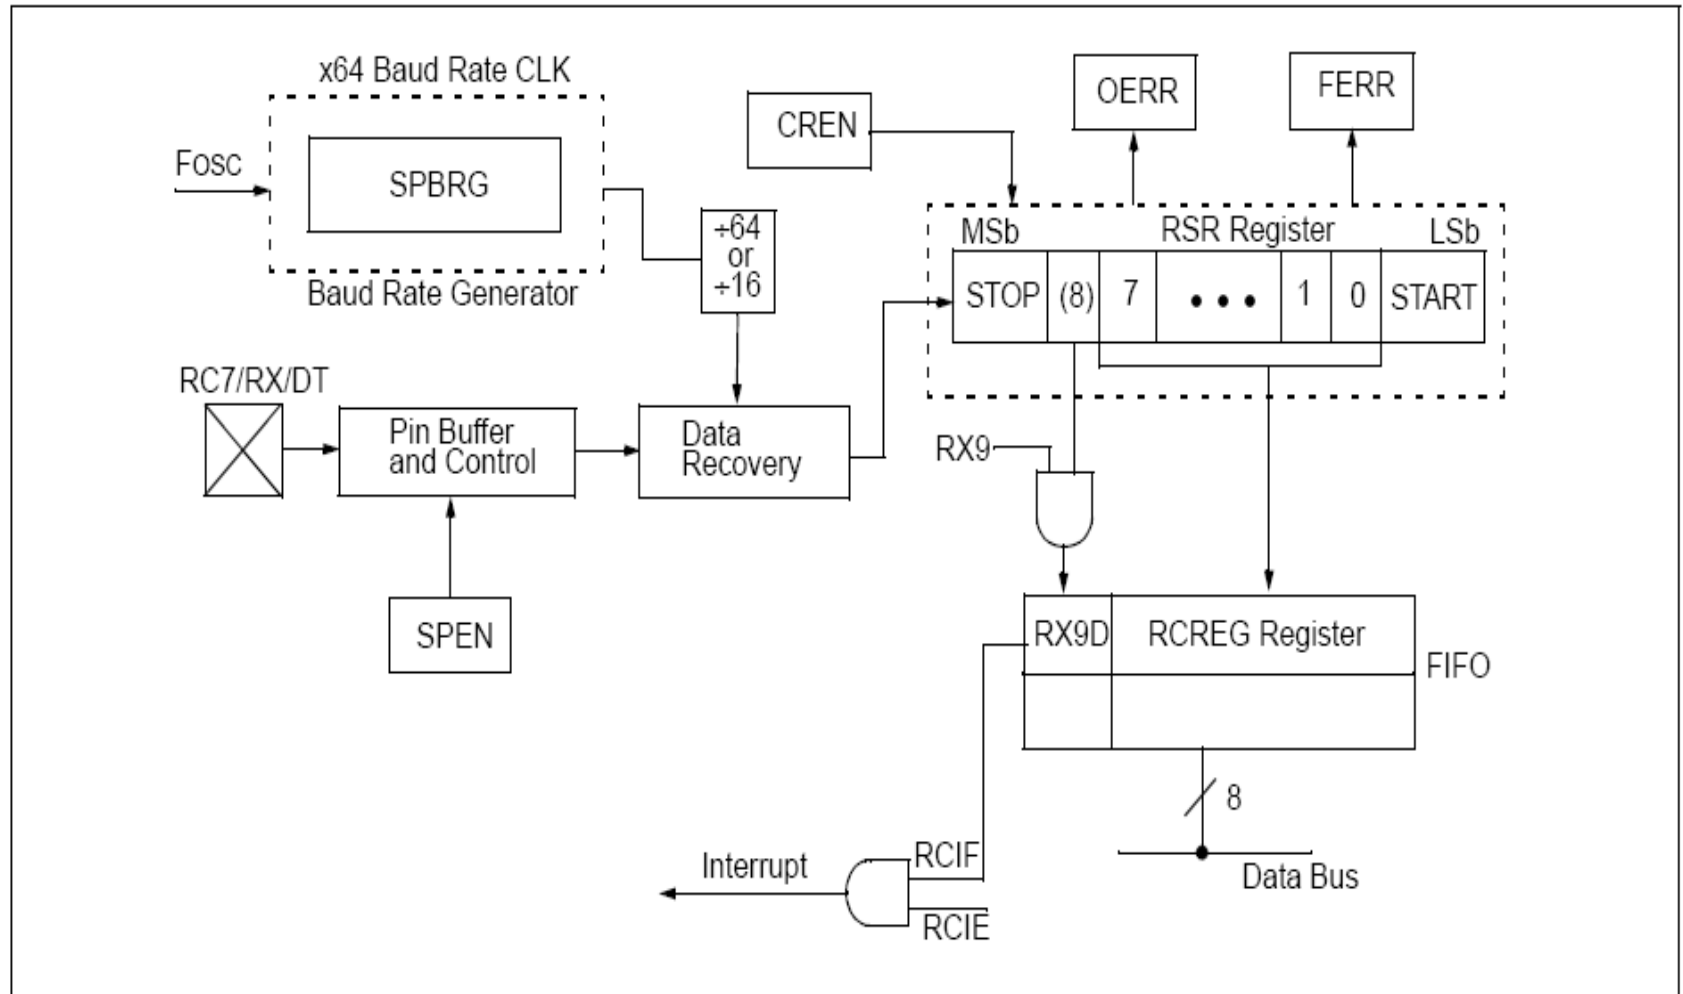 x64 Baud Rate CLK
OERR
FERR
CREN
Fosc
SPBRG
÷64
or
÷16
MSb
RSR Register
LSb
Baud Rate Generator
STOP
(8)
7
• • •
1
0
START
RC7/RX/DT
Pin Buffer
and Control
Data
Recovery
RX9
SPEN
RX9D
RCREG Register
FIFO
8
Interrupt
RCIF
Data Bus
RCIE